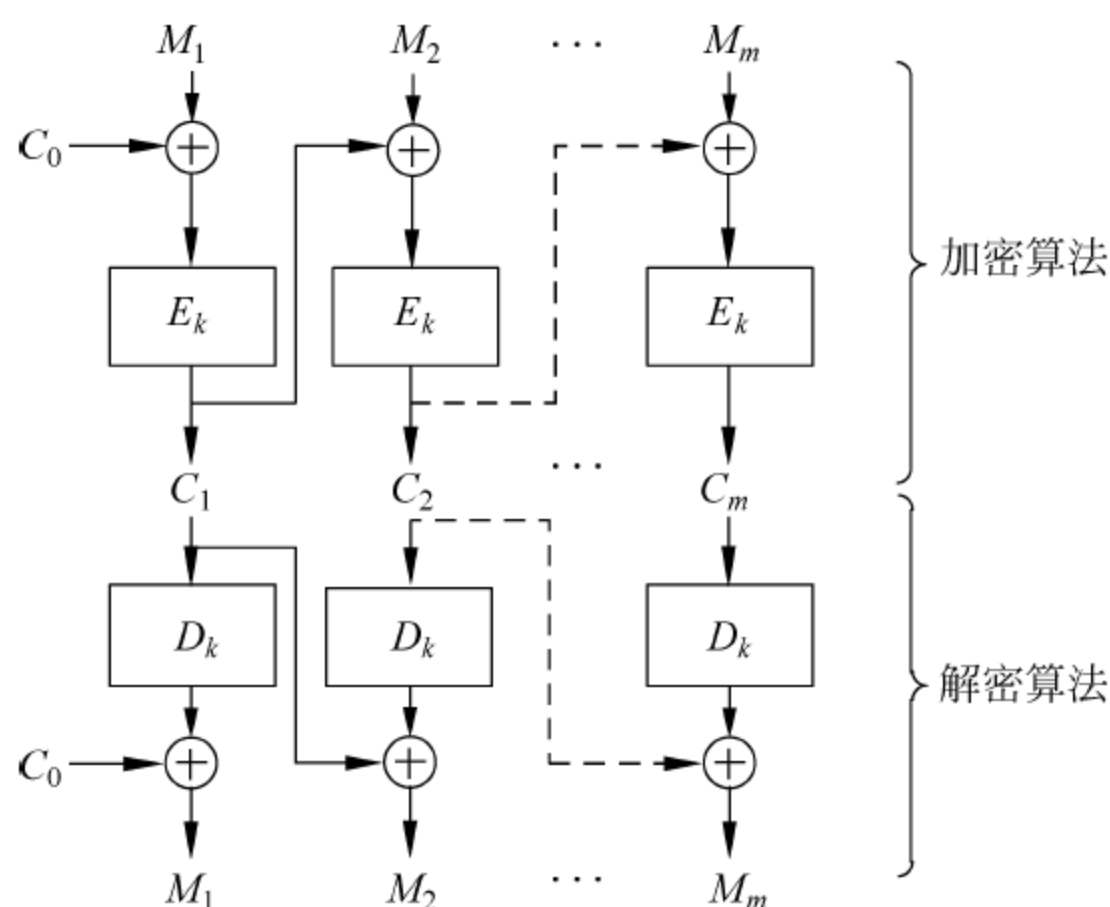 M₁ M₂ ··· Mₘ
C₀
加密算法
Eₖ Eₖ Eₖ
···
C₁ C₂ Cₘ
Dₖ Dₖ Dₖ
解密算法
C₀
M₁ M₂ ··· Mₘ